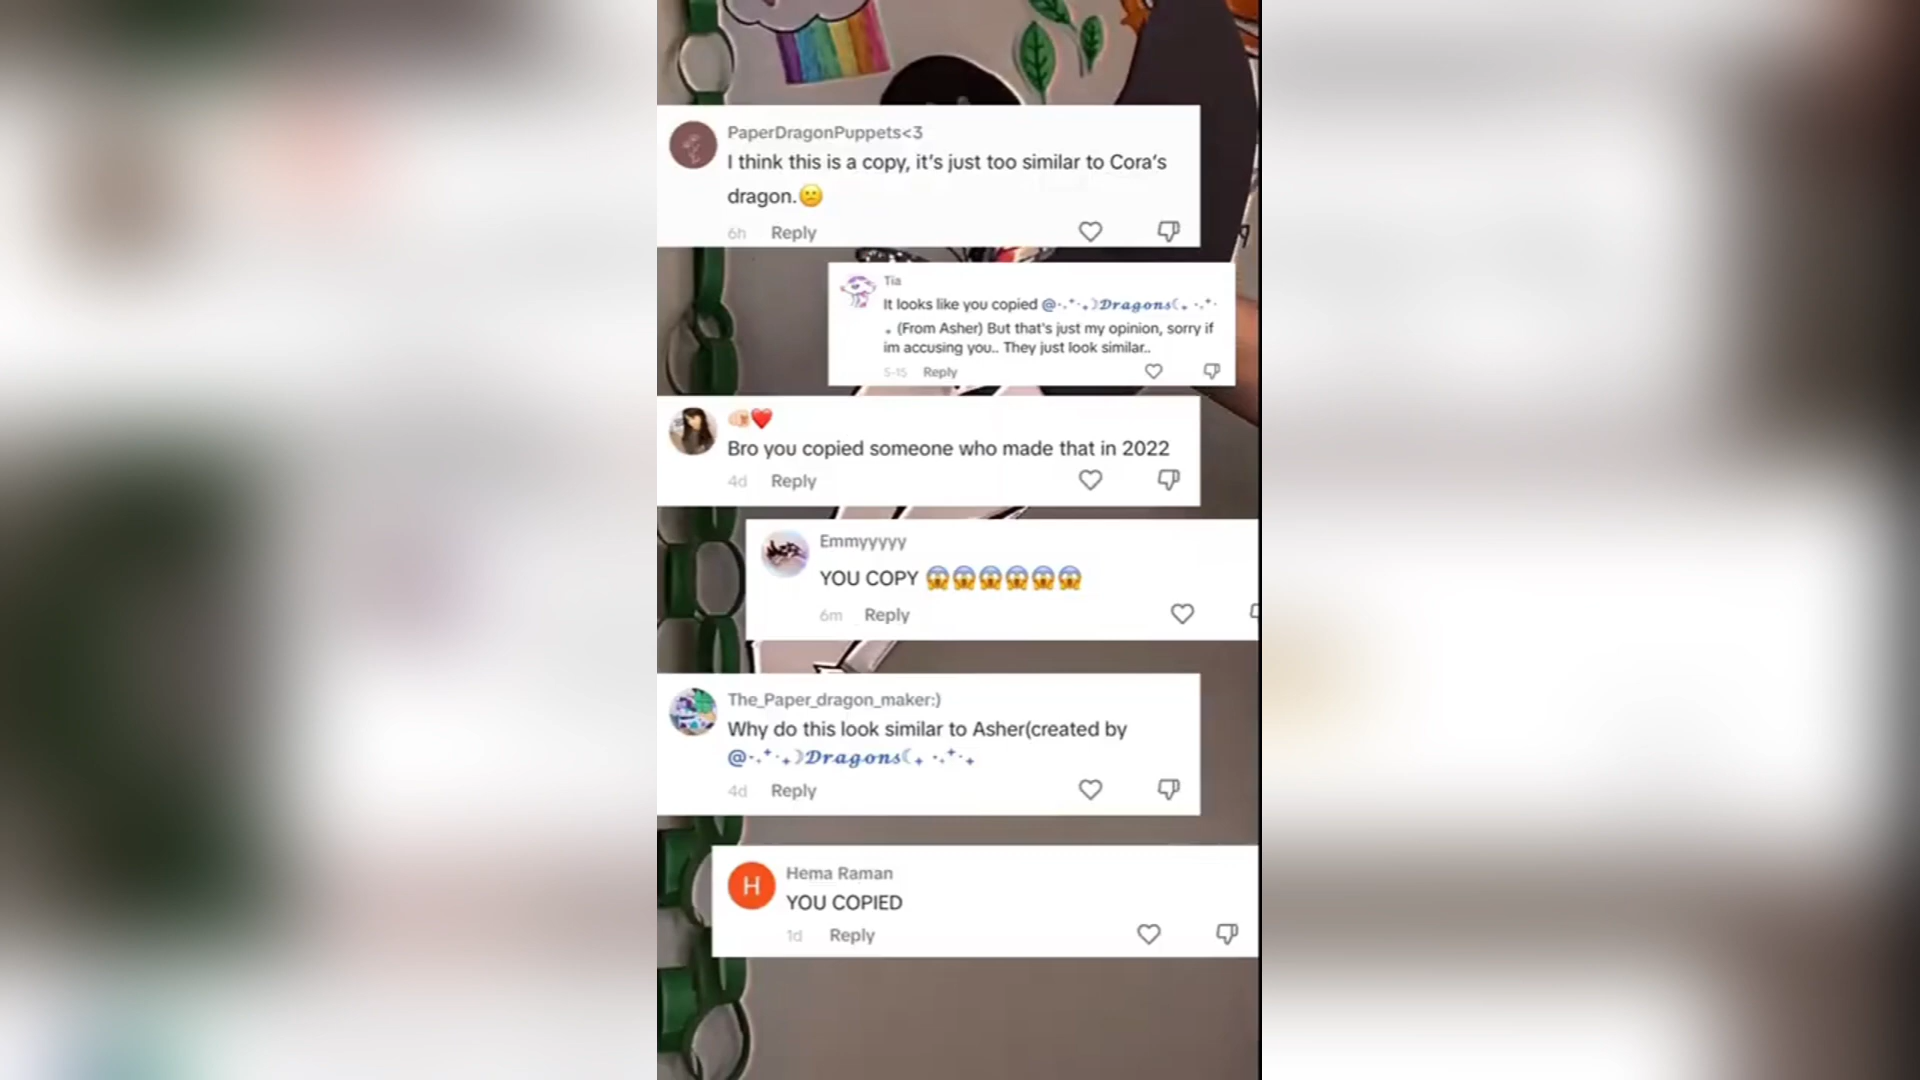 PaperDragonPuppets<3
I think this is a copy, it's just too similar to Cora's
dragon.🫤
6h Reply
Tia
It looks like you copied @‧₊˚‧₊☽𝓓𝓻𝓪𝓰𝓸𝓷𝓼☾₊ ‧₊˚‧
₊ (From Asher) But that's just my opinion, sorry if
im accusing you.. They just look similar..
5-15 Reply
🫵🏻❤️
Bro you copied someone who made that in 2022
4d Reply
Emmyyyyy
YOU COPY 😱😱😱😱😱😱
6m Reply
The_Paper_dragon_maker:)
Why do this look similar to Asher(created by
@‧₊˚‧₊☽𝓓𝓻𝓪𝓰𝓸𝓷𝓼☾₊ ‧₊˚‧₊
4d Reply
H
Hema Raman
YOU COPIED
1d Reply